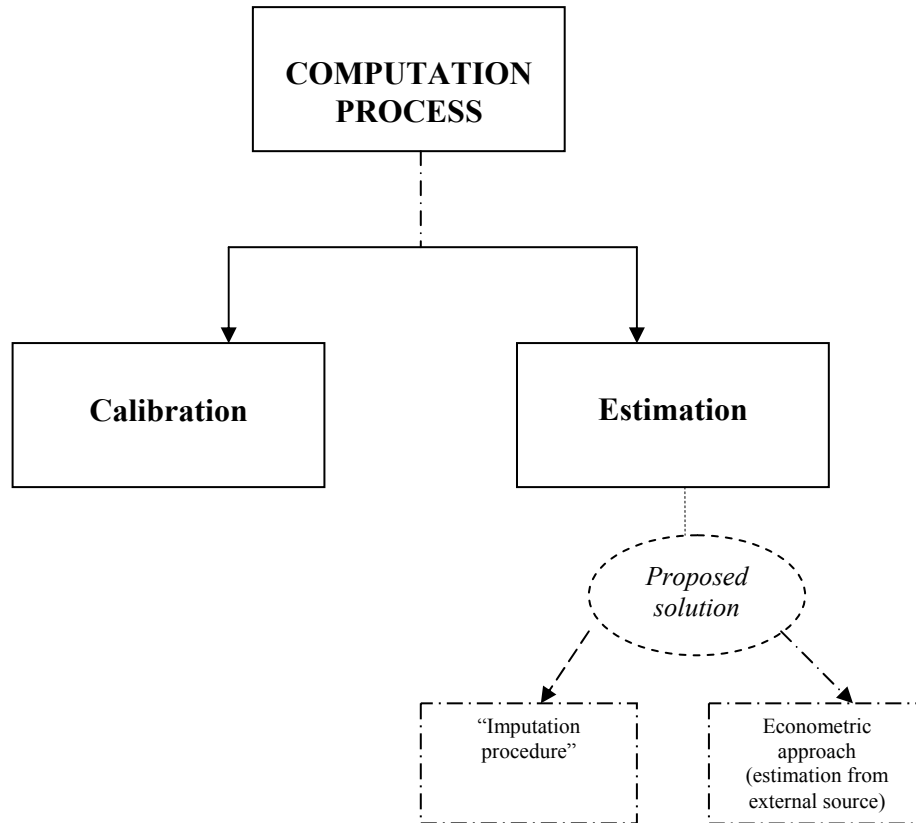 COMPUTATION
PROCESS
Calibration
Estimation
Proposed
solution
“Imputation
procedure”
Econometric
approach
(estimation from
external source)